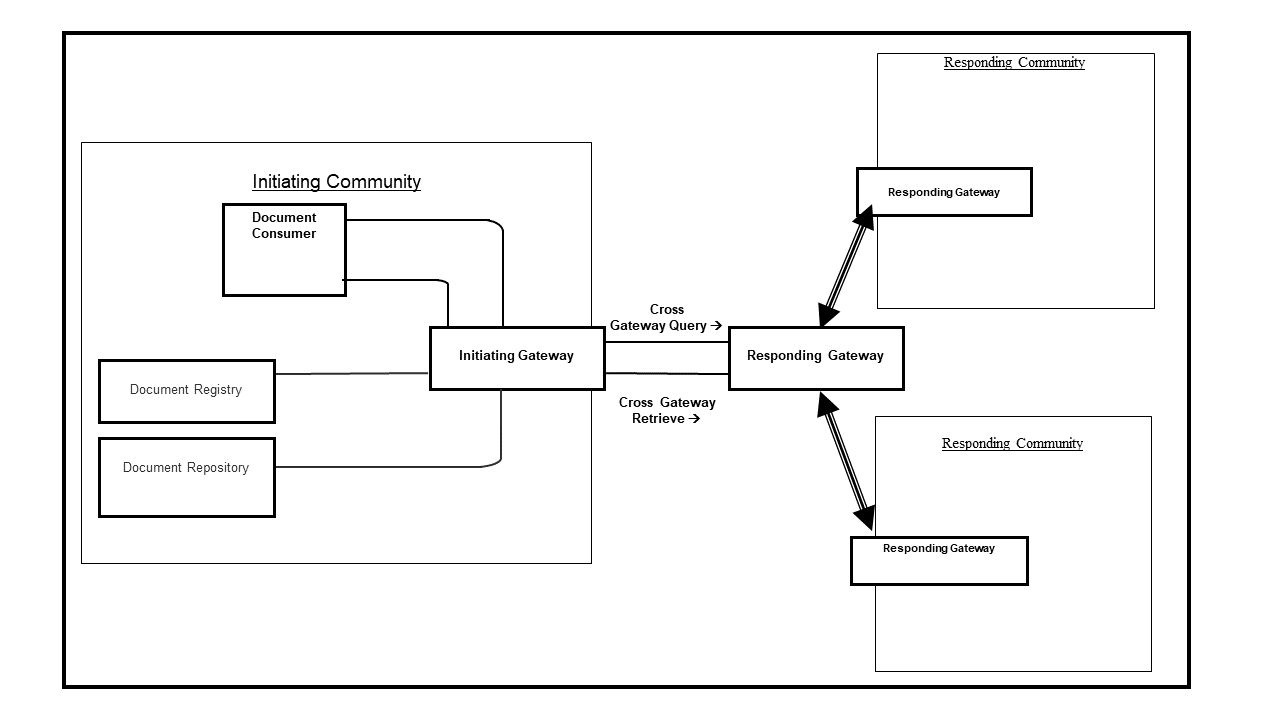 Responding Community
Initiating Community
Responding Gateway
Document
Consumer
Cross
Gateway Query →
Initiating Gateway
Responding Gateway
Document Registry
Cross Gateway
Retrieve →
Responding Community
Document Repository
Responding Gateway